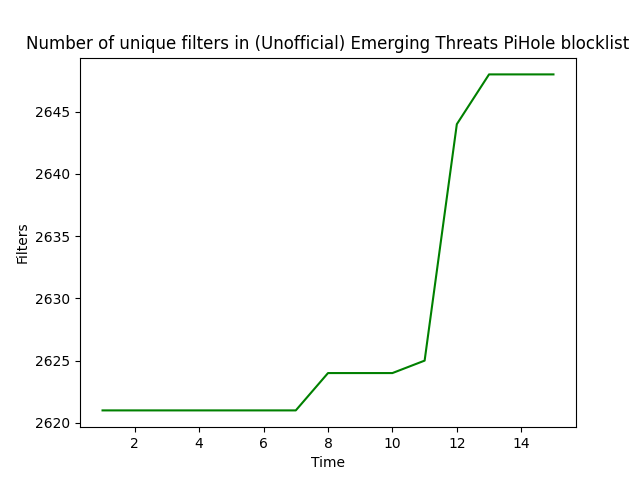 Number of unique filters in (Unofficial) Emerging Threats PiHole blocklist
2645
2640
2635
2630
2625
2620
Filters
2 4 6 8 10 12 14
Time